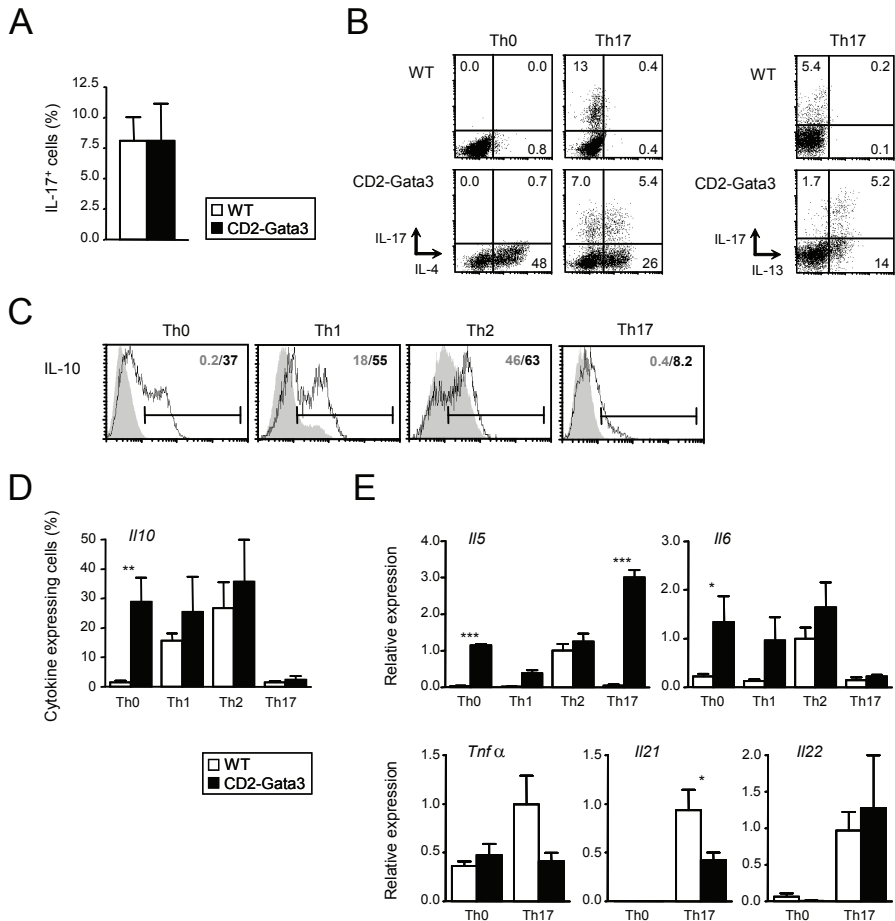 A
IL-17+ cells (%)
12.5
10.0
7.5
5.0
2.5
0.0
WT
CD2-Gata3
B
Th0
Th17
Th17
WT
0.0
0.0
0.8
13
0.4
0.4
WT
5.4
0.2
0.1
CD2-Gata3
0.0
0.7
48
7.0
5.4
26
IL-17
IL-4
CD2-Gata3
1.7
5.2
14
IL-17
IL-13
C
IL-10
Th0
0.2/37
Th1
18/55
Th2
46/63
Th17
0.4/8.2
D
Cytokine expressing cells (%)
Il10
50
40
30
20
10
0
**
Th0
Th1
Th2
Th17
WT
CD2-Gata3
E
Relative expression
Il5
4.0
3.0
2.0
1.0
0.0
***
***
Th0
Th1
Th2
Th17
Il6
3.0
2.0
1.0
0.0
*
Th0
Th1
Th2
Th17
Relative expression
Tnf α
1.5
1.0
0.5
0.0
Th0
Th17
Il21
1.5
1.0
0.5
0.0
*
Th0
Th17
Il22
2.0
1.5
1.0
0.5
0.0
Th0
Th17